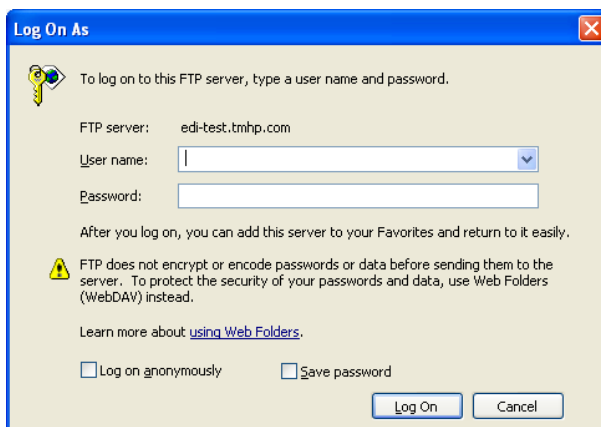 Log On As
To log on to this FTP server, type a user name and password.
FTP server: edi-test.tmhp.com
User name:
Password:
After you log on, you can add this server to your Favorites and return to it easily.
FTP does not encrypt or encode passwords or data before sending them to the
server. To protect the security of your passwords and data, use Web Folders
(WebDAV) instead.
Learn more about using Web Folders.
Log on anonymously Save password
Log On Cancel